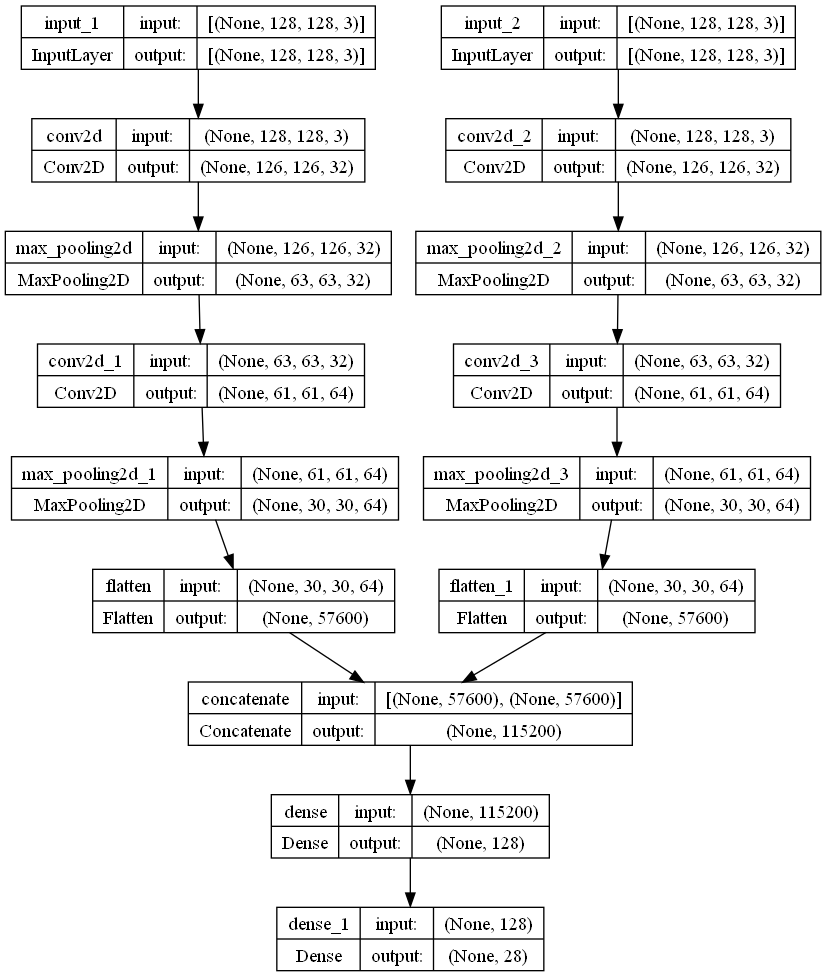 input_1 input: [(None, 128, 128, 3)]
InputLayer output: [(None, 128, 128, 3)]
input_2 input: [(None, 128, 128, 3)]
InputLayer output: [(None, 128, 128, 3)]
conv2d input: (None, 128, 128, 3)
Conv2D output: (None, 126, 126, 32)
conv2d_2 input: (None, 128, 128, 3)
Conv2D output: (None, 126, 126, 32)
max_pooling2d input: (None, 126, 126, 32)
MaxPooling2D output: (None, 63, 63, 32)
max_pooling2d_2 input: (None, 126, 126, 32)
MaxPooling2D output: (None, 63, 63, 32)
conv2d_1 input: (None, 63, 63, 32)
Conv2D output: (None, 61, 61, 64)
conv2d_3 input: (None, 63, 63, 32)
Conv2D output: (None, 61, 61, 64)
max_pooling2d_1 input: (None, 61, 61, 64)
MaxPooling2D output: (None, 30, 30, 64)
max_pooling2d_3 input: (None, 61, 61, 64)
MaxPooling2D output: (None, 30, 30, 64)
flatten input: (None, 30, 30, 64)
Flatten output: (None, 57600)
flatten_1 input: (None, 30, 30, 64)
Flatten output: (None, 57600)
concatenate input: [(None, 57600), (None, 57600)]
Concatenate output: (None, 115200)
dense input: (None, 115200)
Dense output: (None, 128)
dense_1 input: (None, 128)
Dense output: (None, 28)